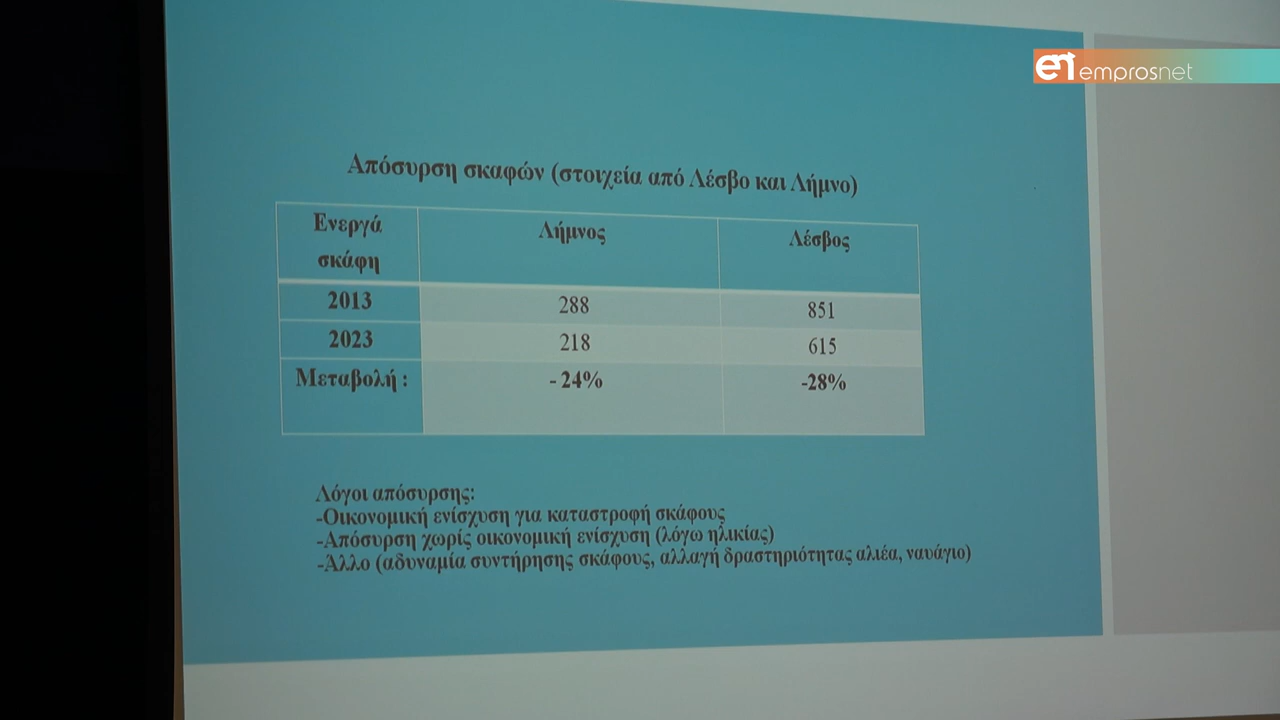 en emprosnet
Απόσυρση σκαφών (στοιχεία από Λέσβο και Λήμνο)
Ενεργά σκάφη
Λήμνος
Λέσβος
2013
288
851
2023
218
615
Μεταβολή :
- 24%
-28%
Λόγοι απόσυρσης:
-Οικονομική ενίσχυση για καταστροφή σκάφους
-Απόσυρση χωρίς οικονομική ενίσχυση (λόγω ηλικίας)
-Άλλο (αδυναμία συντήρησης σκάφους, αλλαγή δραστηριότητας αλιέα, ναυάγιο)